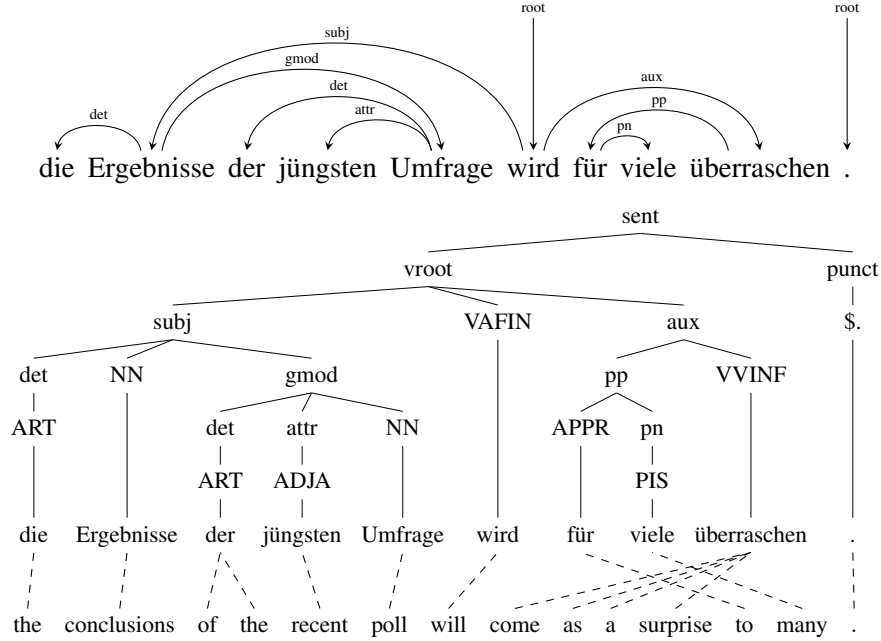 root root
subj
gmod aux
det pp
det attr pn
die Ergebnisse der jüngsten Umfrage wird für viele überraschen .
sent
vroot punct
subj VAFIN aux $.
det NN gmod pp VVINF
ART det attr NN APPR pn
ART ADJA PIS
die Ergebnisse der jüngsten Umfrage wird für viele überraschen .
the conclusions of the recent poll will come as a surprise to many .